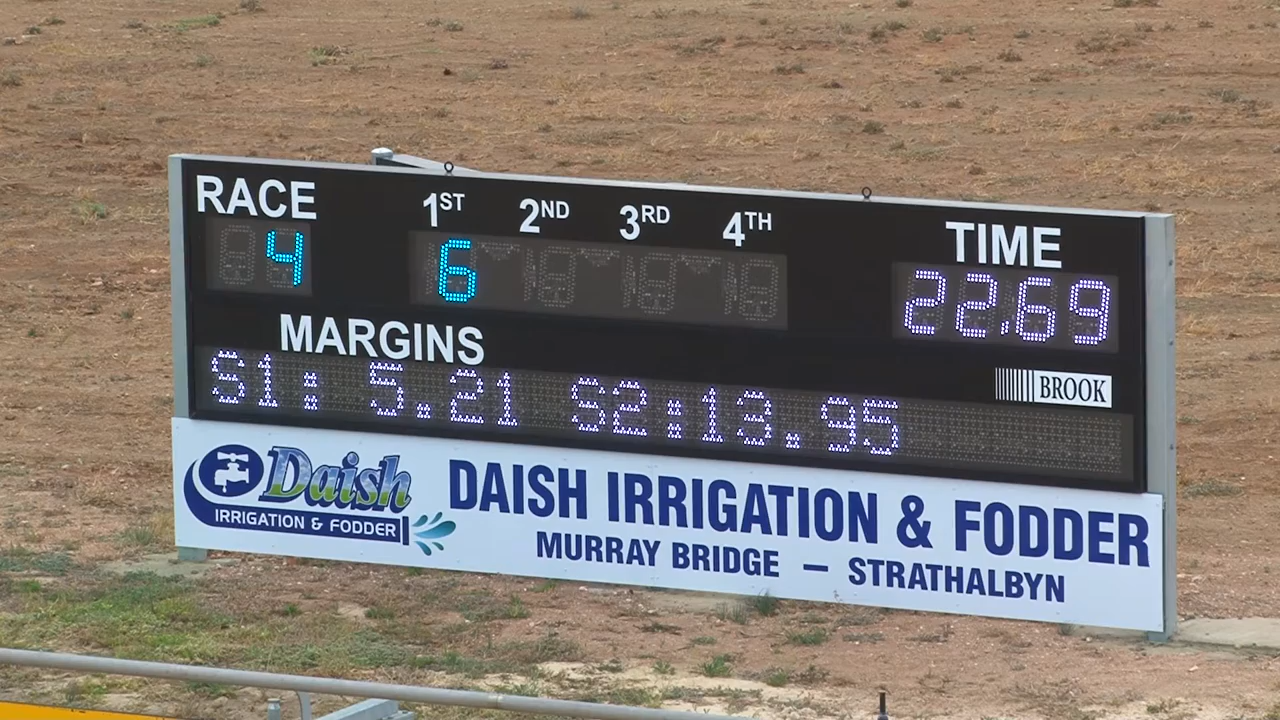 RACE 1ST 2ND 3RD 4TH TIME
4 6 22.69
MARGINS
BROOK
S1: 5.21 S2:13.95
Daish
IRRIGATION & FODDER
DAISH IRRIGATION & FODDER
MURRAY BRIDGE – STRATHALBYN